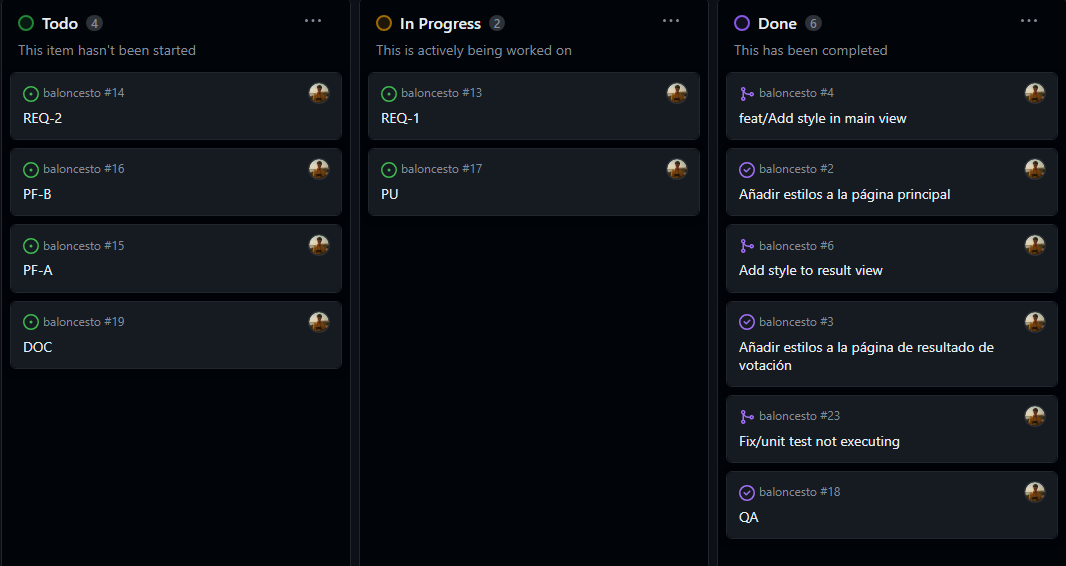 Todo 4
This item hasn't been started
baloncesto #14
REQ-2
baloncesto #16
PF-B
baloncesto #15
PF-A
baloncesto #19
DOC
In Progress 2
This is actively being worked on
baloncesto #13
REQ-1
baloncesto #17
PU
Done 6
This has been completed
baloncesto #4
feat/Add style in main view
baloncesto #2
Añadir estilos a la página principal
baloncesto #6
Add style to result view
baloncesto #3
Añadir estilos a la página de resultado de
votación
baloncesto #23
Fix/unit test not executing
baloncesto #18
QA